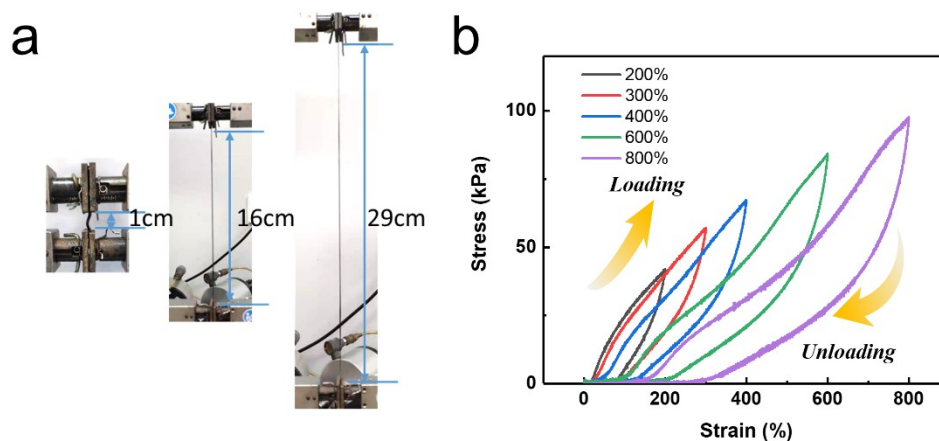 a
1cm
16cm
29cm
b
Stress (kPa)
100
50
0
200%
300%
400%
600%
800%
Loading
Unloading
0 200 400 600 800
Strain (%)